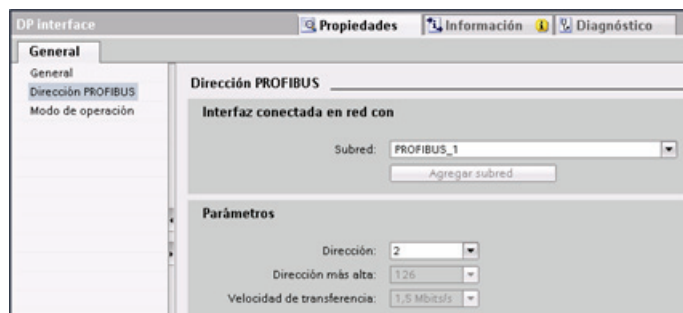 DP interface
Propiedades
Información
Diagnóstico
General
General
Dirección PROFIBUS
Modo de operación
Dirección PROFIBUS
Interfaz conectada en red con
Subred: PROFIBUS_1
Agregar subred
Parámetros
Dirección: 2
Dirección más alta: 126
Velocidad de transferencia: 1,5 Mbits/s